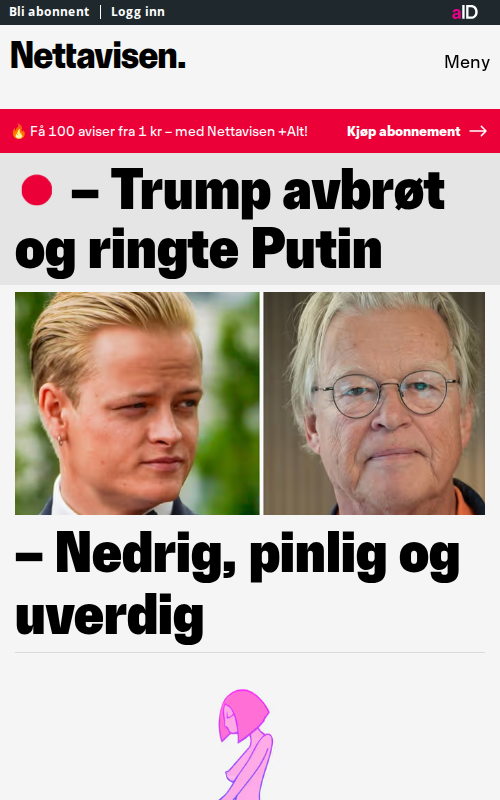 Bli abonnent | Logg inn
aID
Nettavisen.
Meny
🔥 Få 100 aviser fra 1 kr – med Nettavisen +Alt!
Kjøp abonnement →
– Trump avbrøt
og ringte Putin
– Nedrig, pinlig og
uverdig